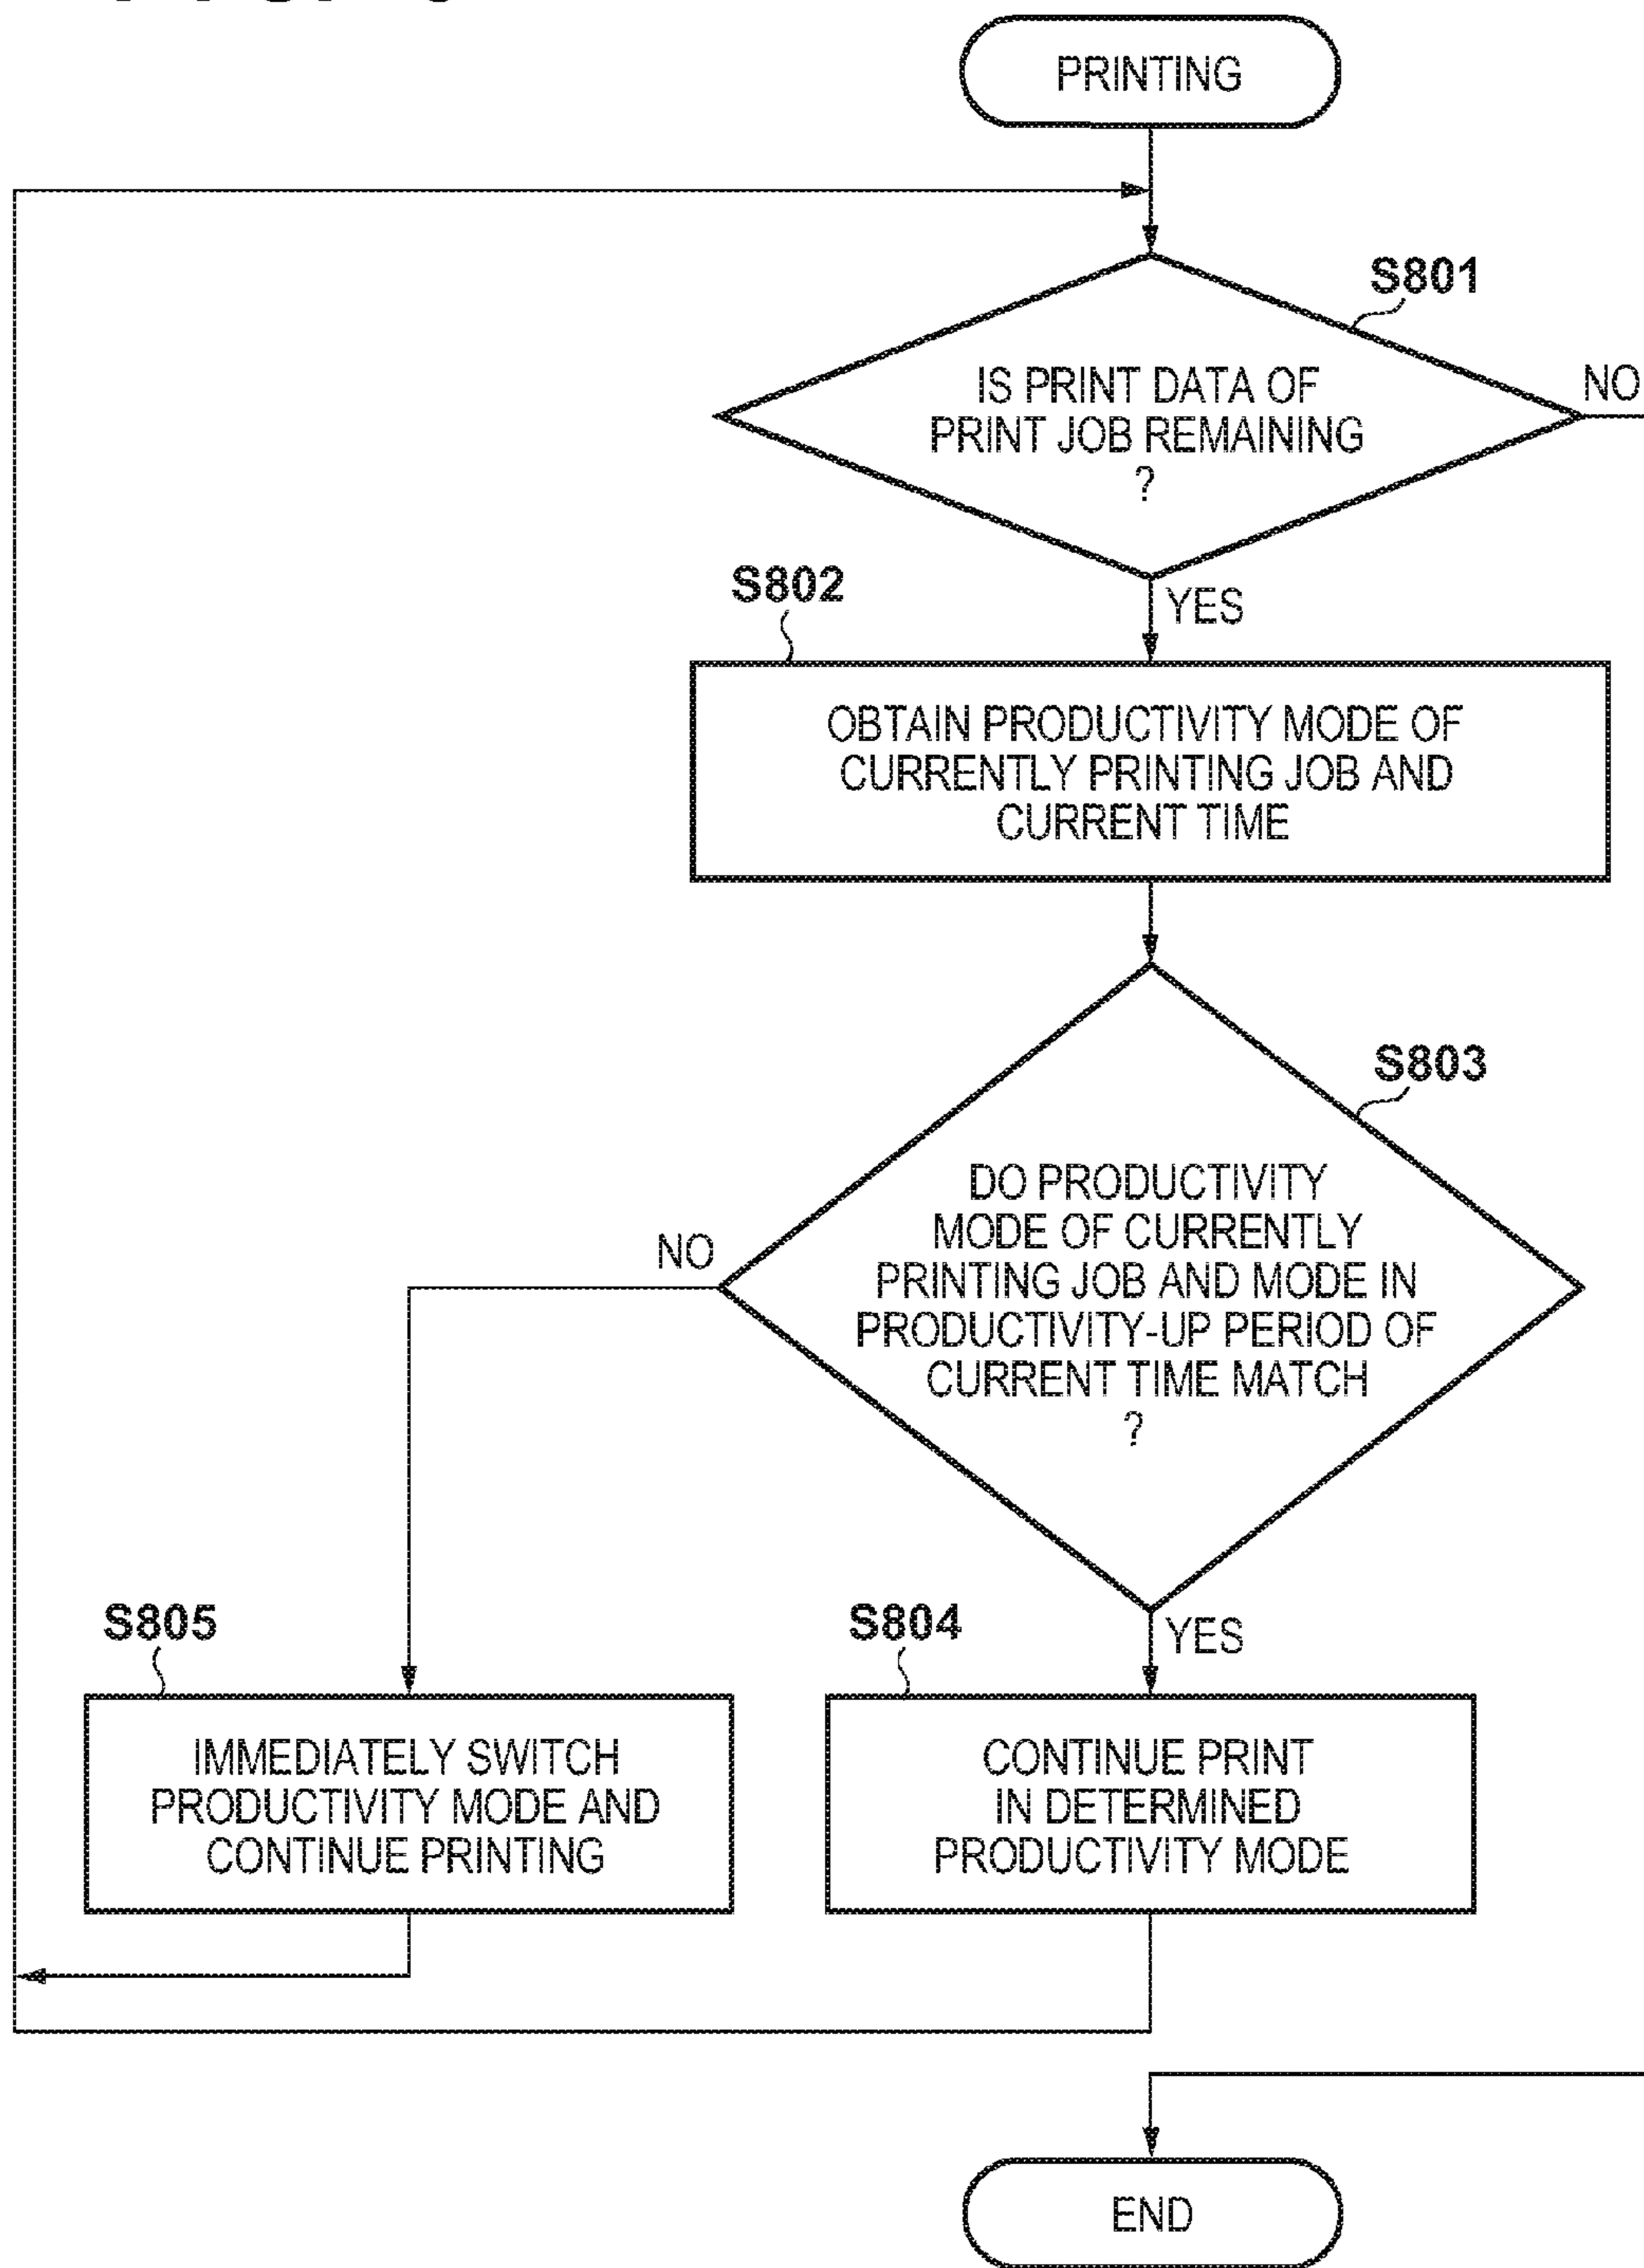 PRINTING
S801
IS PRINT DATA OF
PRINT JOB REMAINING
?
NO
YES
S802
OBTAIN PRODUCTIVITY MODE OF
CURRENTLY PRINTING JOB AND
CURRENT TIME
S803
DO PRODUCTIVITY
MODE OF CURRENTLY
PRINTING JOB AND MODE IN
PRODUCTIVITY-UP PERIOD OF
CURRENT TIME MATCH
?
NO
YES
S805
IMMEDIATELY SWITCH
PRODUCTIVITY MODE AND
CONTINUE PRINTING
S804
CONTINUE PRINT
IN DETERMINED
PRODUCTIVITY MODE
END